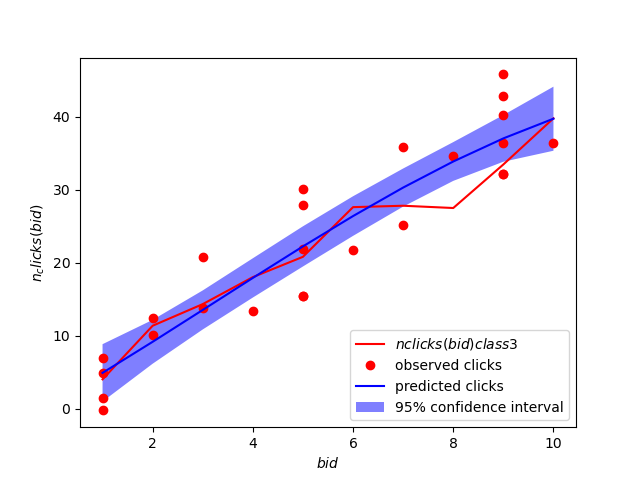 40
30
20
10
0
n_clicks(bid)
nclicks(bid)class3
observed clicks
predicted clicks
95% confidence interval
2 4 6 8 10
bid